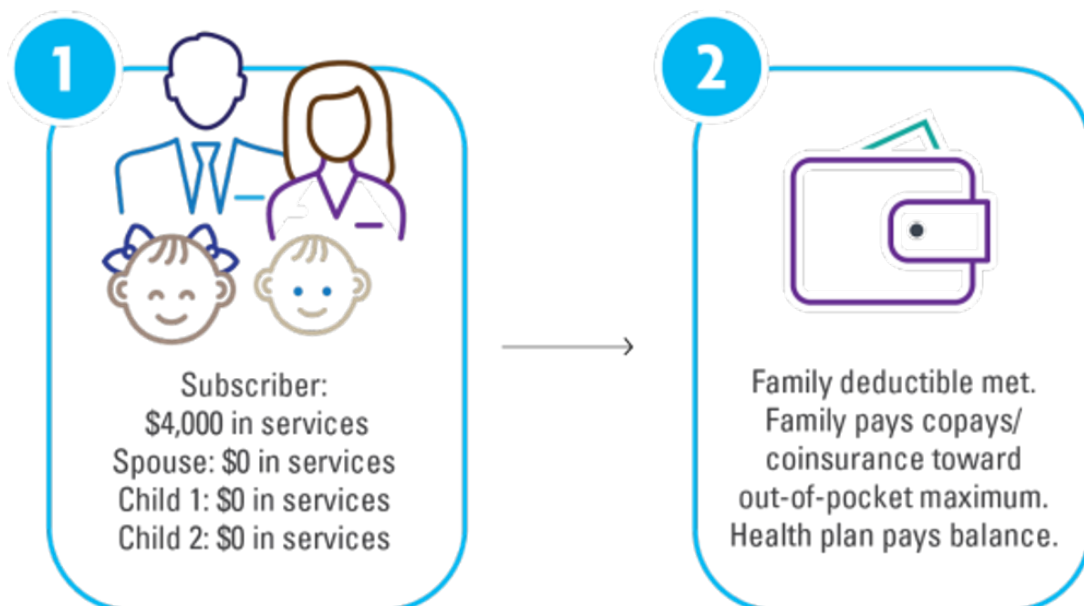 1
Subscriber:
$4,000 in services
Spouse: $0 in services
Child 1: $0 in services
Child 2: $0 in services
2
Family deductible met.
Family pays copays/
coinsurance toward
out-of-pocket maximum.
Health plan pays balance.